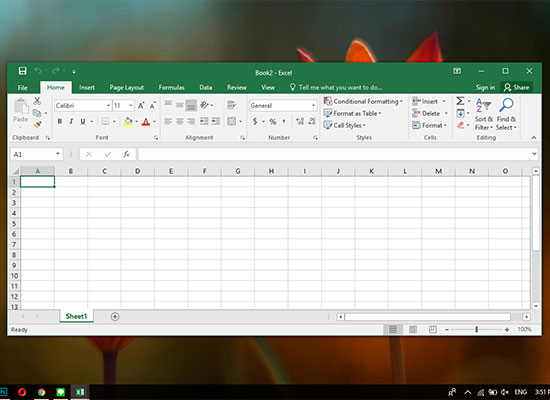 Book2 - Excel
File Home Insert Page Layout Formulas Data Review View Tell me what you want to do... Sign in Share
Paste
Calibri 11 A A
B I U A
General
$ % ,
Conditional Formatting
Format as Table
Cell Styles
Insert
Delete
Format
Sort & Filter
Find & Select
Clipboard Font Alignment Number Styles Cells Editing
A1 fx
A B C D E F G H I J K L M N O
1
2
3
4
5
6
7
8
9
10
11
12
13
Sheet1
Ready 100%
ENG 3:51